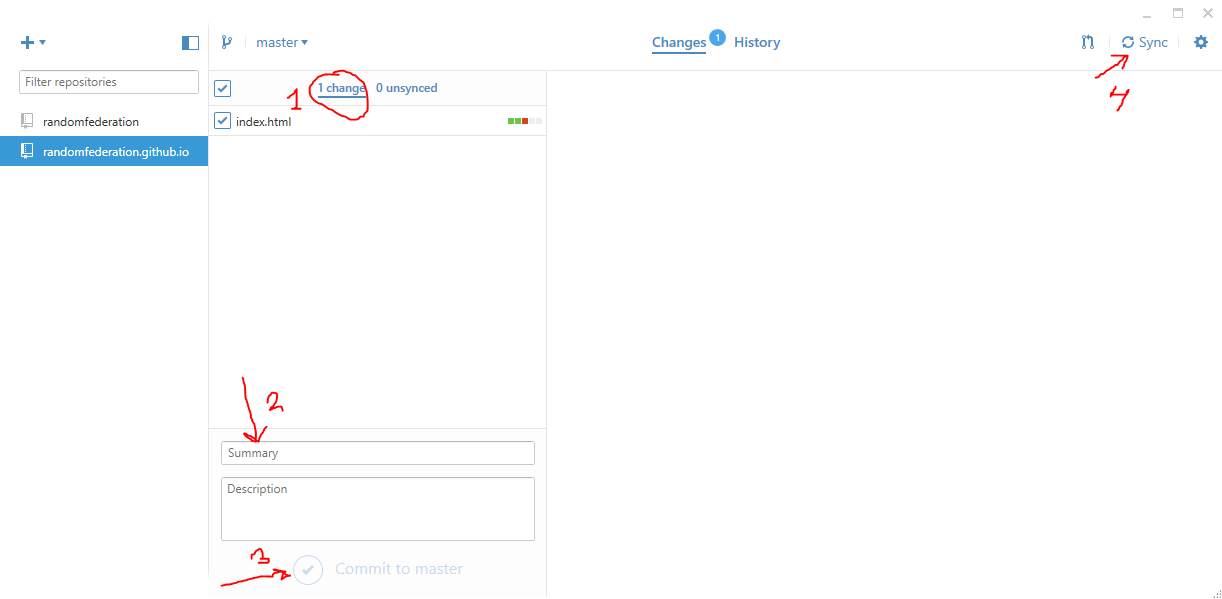 master
Changes 1 History
Sync
4
Filter repositories
1
1 change 0 unsynced
randomfederation
index.html
randomfederation.github.io
2
Summary
Description
3
Commit to master